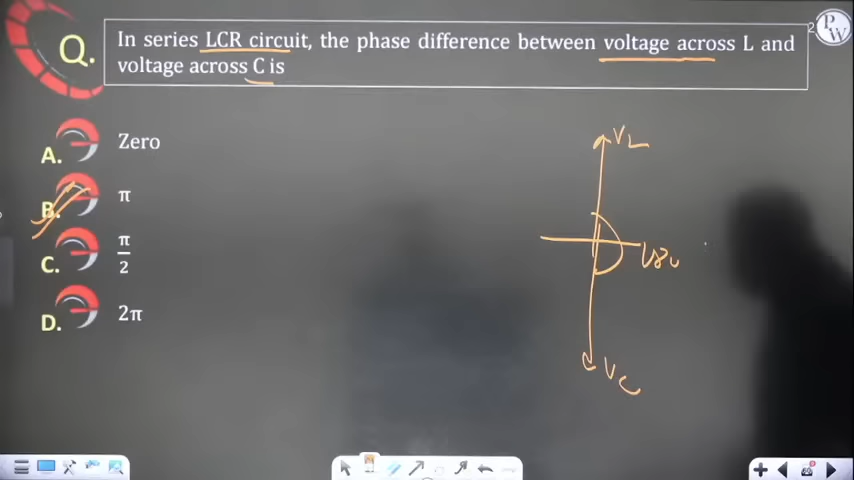 P
W
2
Q. In series LCR circuit, the phase difference between voltage across L and
voltage across C is
A. Zero
B. π
C. π/2
D. 2π
VL
180
VC